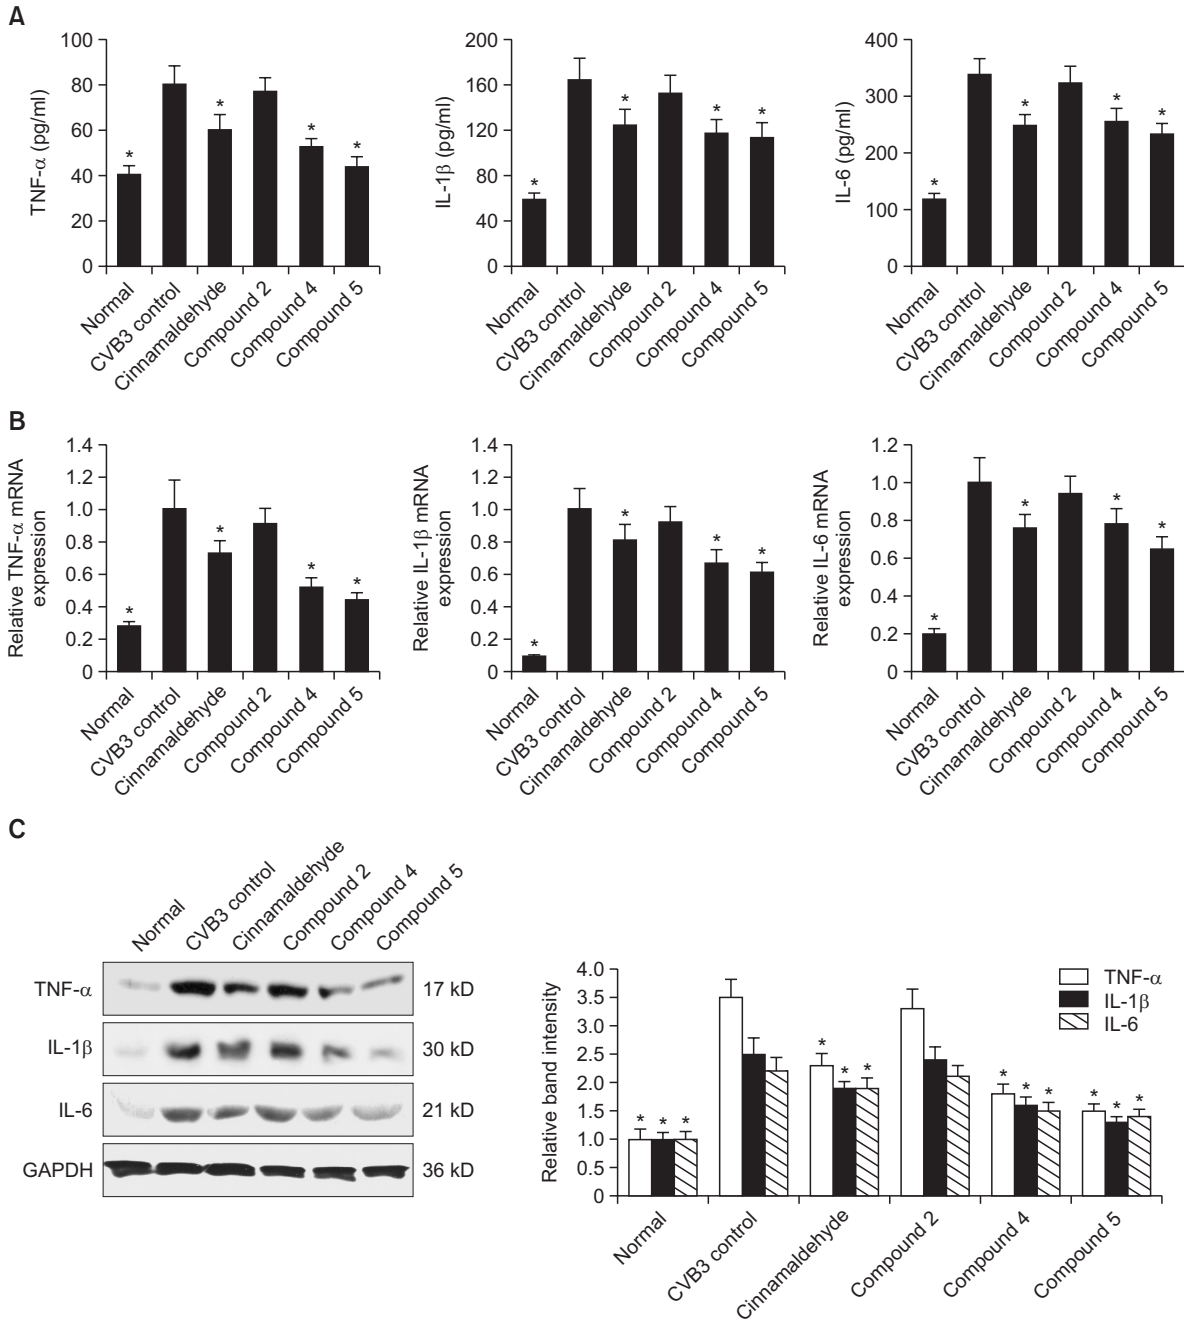 A
TNF-α (pg/ml)
100
80
60
40
20
0
*
*
*
*
Normal
CVB3 control
Cinnamaldehyde
Compound 2
Compound 4
Compound 5
IL-1β (pg/ml)
200
160
120
80
40
0
*
*
*
*
Normal
CVB3 control
Cinnamaldehyde
Compound 2
Compound 4
Compound 5
IL-6 (pg/ml)
400
300
200
100
0
*
*
*
*
Normal
CVB3 control
Cinnamaldehyde
Compound 2
Compound 4
Compound 5
B
Relative TNF-α mRNA
expression
1.4
1.2
1.0
0.8
0.6
0.4
0.2
0
*
*
*
*
Normal
CVB3 control
Cinnamaldehyde
Compound 2
Compound 4
Compound 5
Relative IL-1β mRNA
expression
1.4
1.2
1.0
0.8
0.6
0.4
0.2
0
*
*
*
*
Normal
CVB3 control
Cinnamaldehyde
Compound 2
Compound 4
Compound 5
Relative IL-6 mRNA
expression
1.2
1.0
0.8
0.6
0.4
0.2
0
*
*
*
*
Normal
CVB3 control
Cinnamaldehyde
Compound 2
Compound 4
Compound 5
C
Normal
CVB3 control
Cinnamaldehyde
Compound 2
Compound 4
Compound 5
TNF-α 17 kD
IL-1β 30 kD
IL-6 21 kD
GAPDH 36 kD
Relative band intensity
4.0
3.5
3.0
2.5
2.0
1.5
1.0
0.5
0
* * *
* * *
* * *
* * *
TNF-α
IL-1β
IL-6
Normal
CVB3 control
Cinnamaldehyde
Compound 2
Compound 4
Compound 5